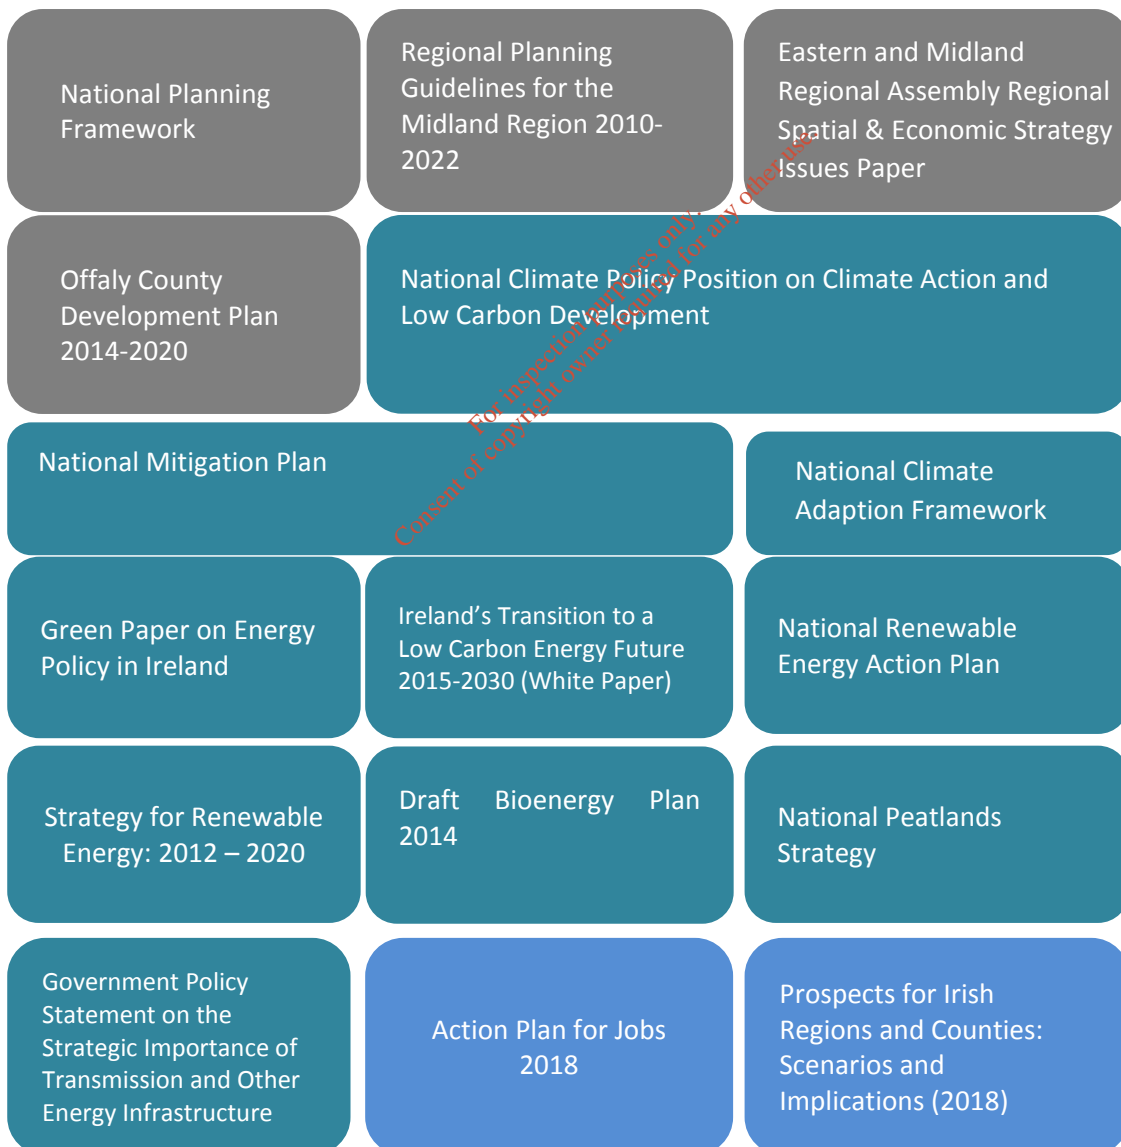 National Planning
Framework
Regional Planning
Guidelines for the
Midland Region 2010-
2022
Eastern and Midland
Regional Assembly Regional
Spatial & Economic Strategy
Issues Paper
Offaly County
Development Plan
2014-2020
National Climate Policy Position on Climate Action and
Low Carbon Development
National Mitigation Plan
National Climate
Adaption Framework
Green Paper on Energy
Policy in Ireland
Ireland’s Transition to a
Low Carbon Energy Future
2015-2030 (White Paper)
National Renewable
Energy Action Plan
Strategy for Renewable
Energy: 2012 – 2020
Draft Bioenergy Plan
2014
National Peatlands
Strategy
Government Policy
Statement on the
Strategic Importance of
Transmission and Other
Energy Infrastructure
Action Plan for Jobs
2018
Prospects for Irish
Regions and Counties:
Scenarios and
Implications (2018)
For inspection purposes only.
Consent of copyright owner required for any other use.